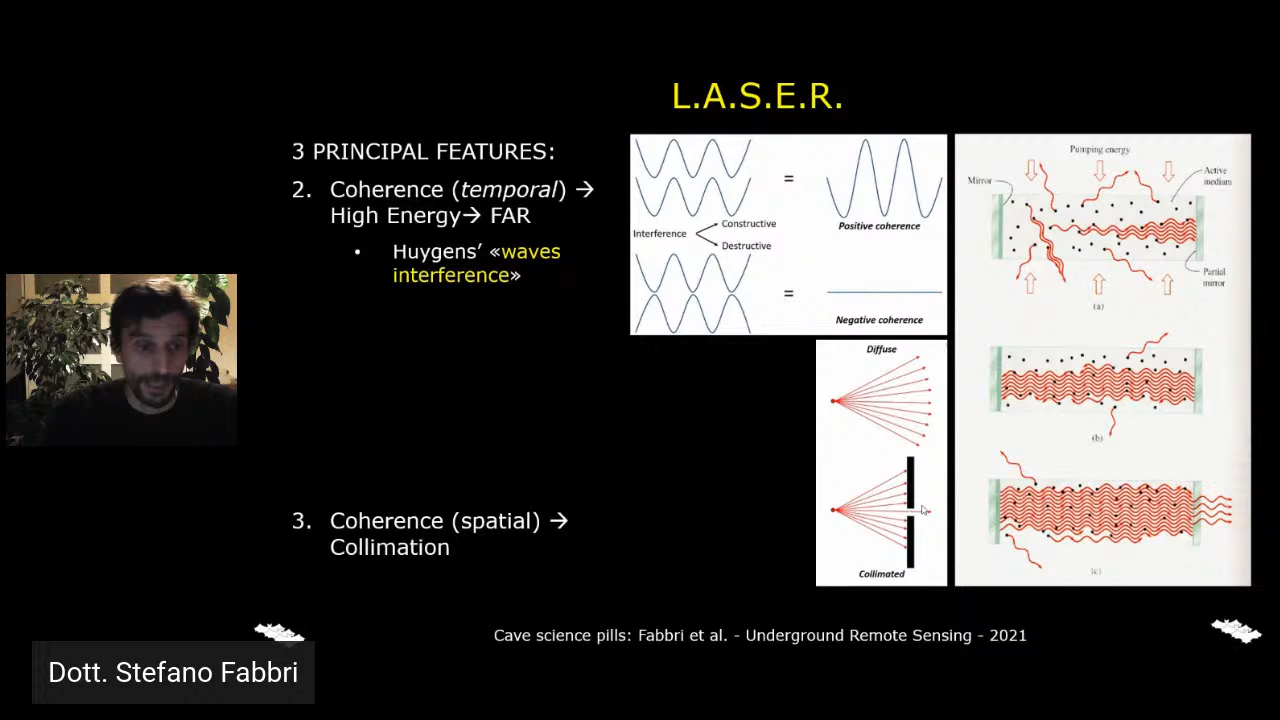 L.A.S.E.R.
3 PRINCIPAL FEATURES:
2. Coherence (temporal) →
High Energy→ FAR
• Huygens’ «waves
interference»
3. Coherence (spatial) →
Collimation
=
Positive coherence
Interference
Constructive
Destructive
=
Negative coherence
Diffuse
Coilimated
Pumping energy
Mirror
Active
medium
Partial
mirror
(a)
(b)
(c)
Cave science pills: Fabbri et al. - Underground Remote Sensing - 2021
Dott. Stefano Fabbri